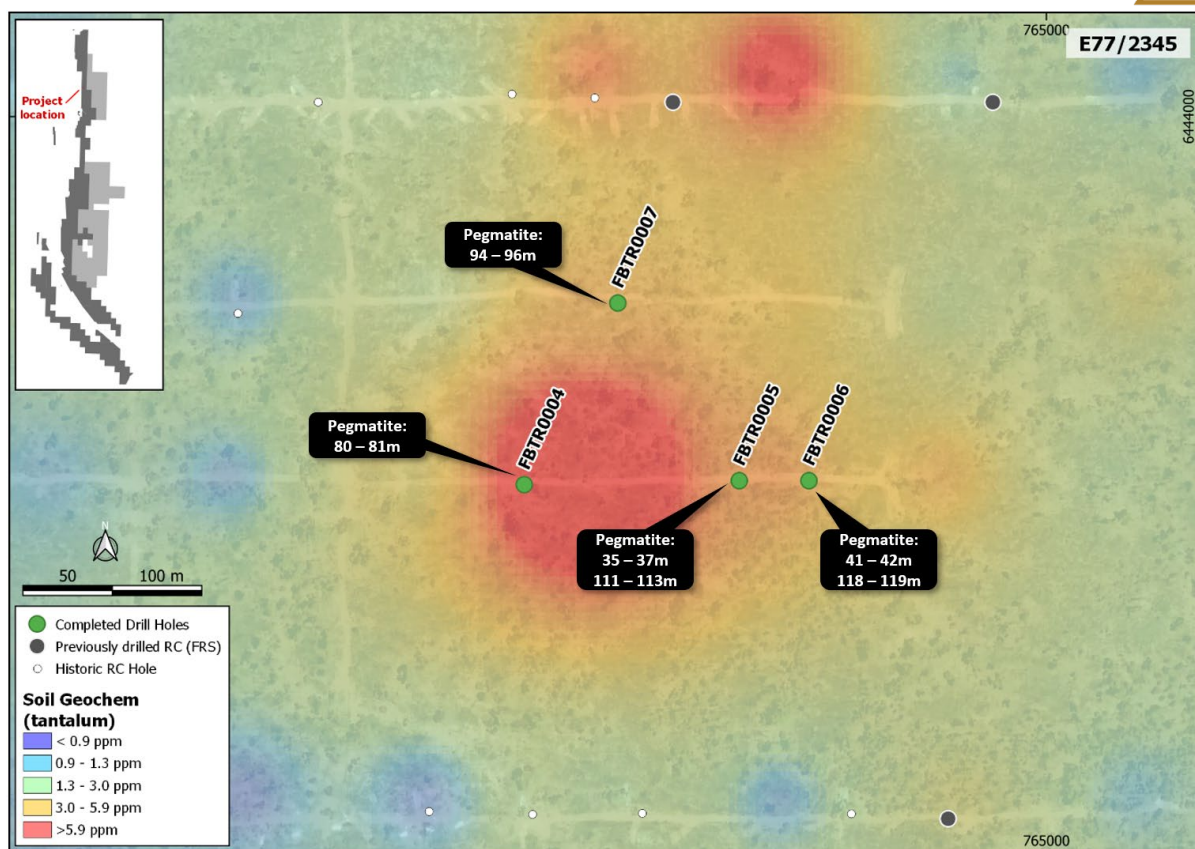 765000
E77/2345
Project
location
6444000
Pegmatite:
94 – 96m
FBTR0007
Pegmatite:
80 – 81m
FBTR0004
FBTR0005
FBTR0006
Pegmatite:
35 – 37m
111 – 113m
Pegmatite:
41 – 42m
118 – 119m
N
50 100 m
Completed Drill Holes
Previously drilled RC (FRS)
Historic RC Hole
Soil Geochem
(tantalum)
< 0.9 ppm
0.9 - 1.3 ppm
1.3 - 3.0 ppm
3.0 - 5.9 ppm
>5.9 ppm
765000